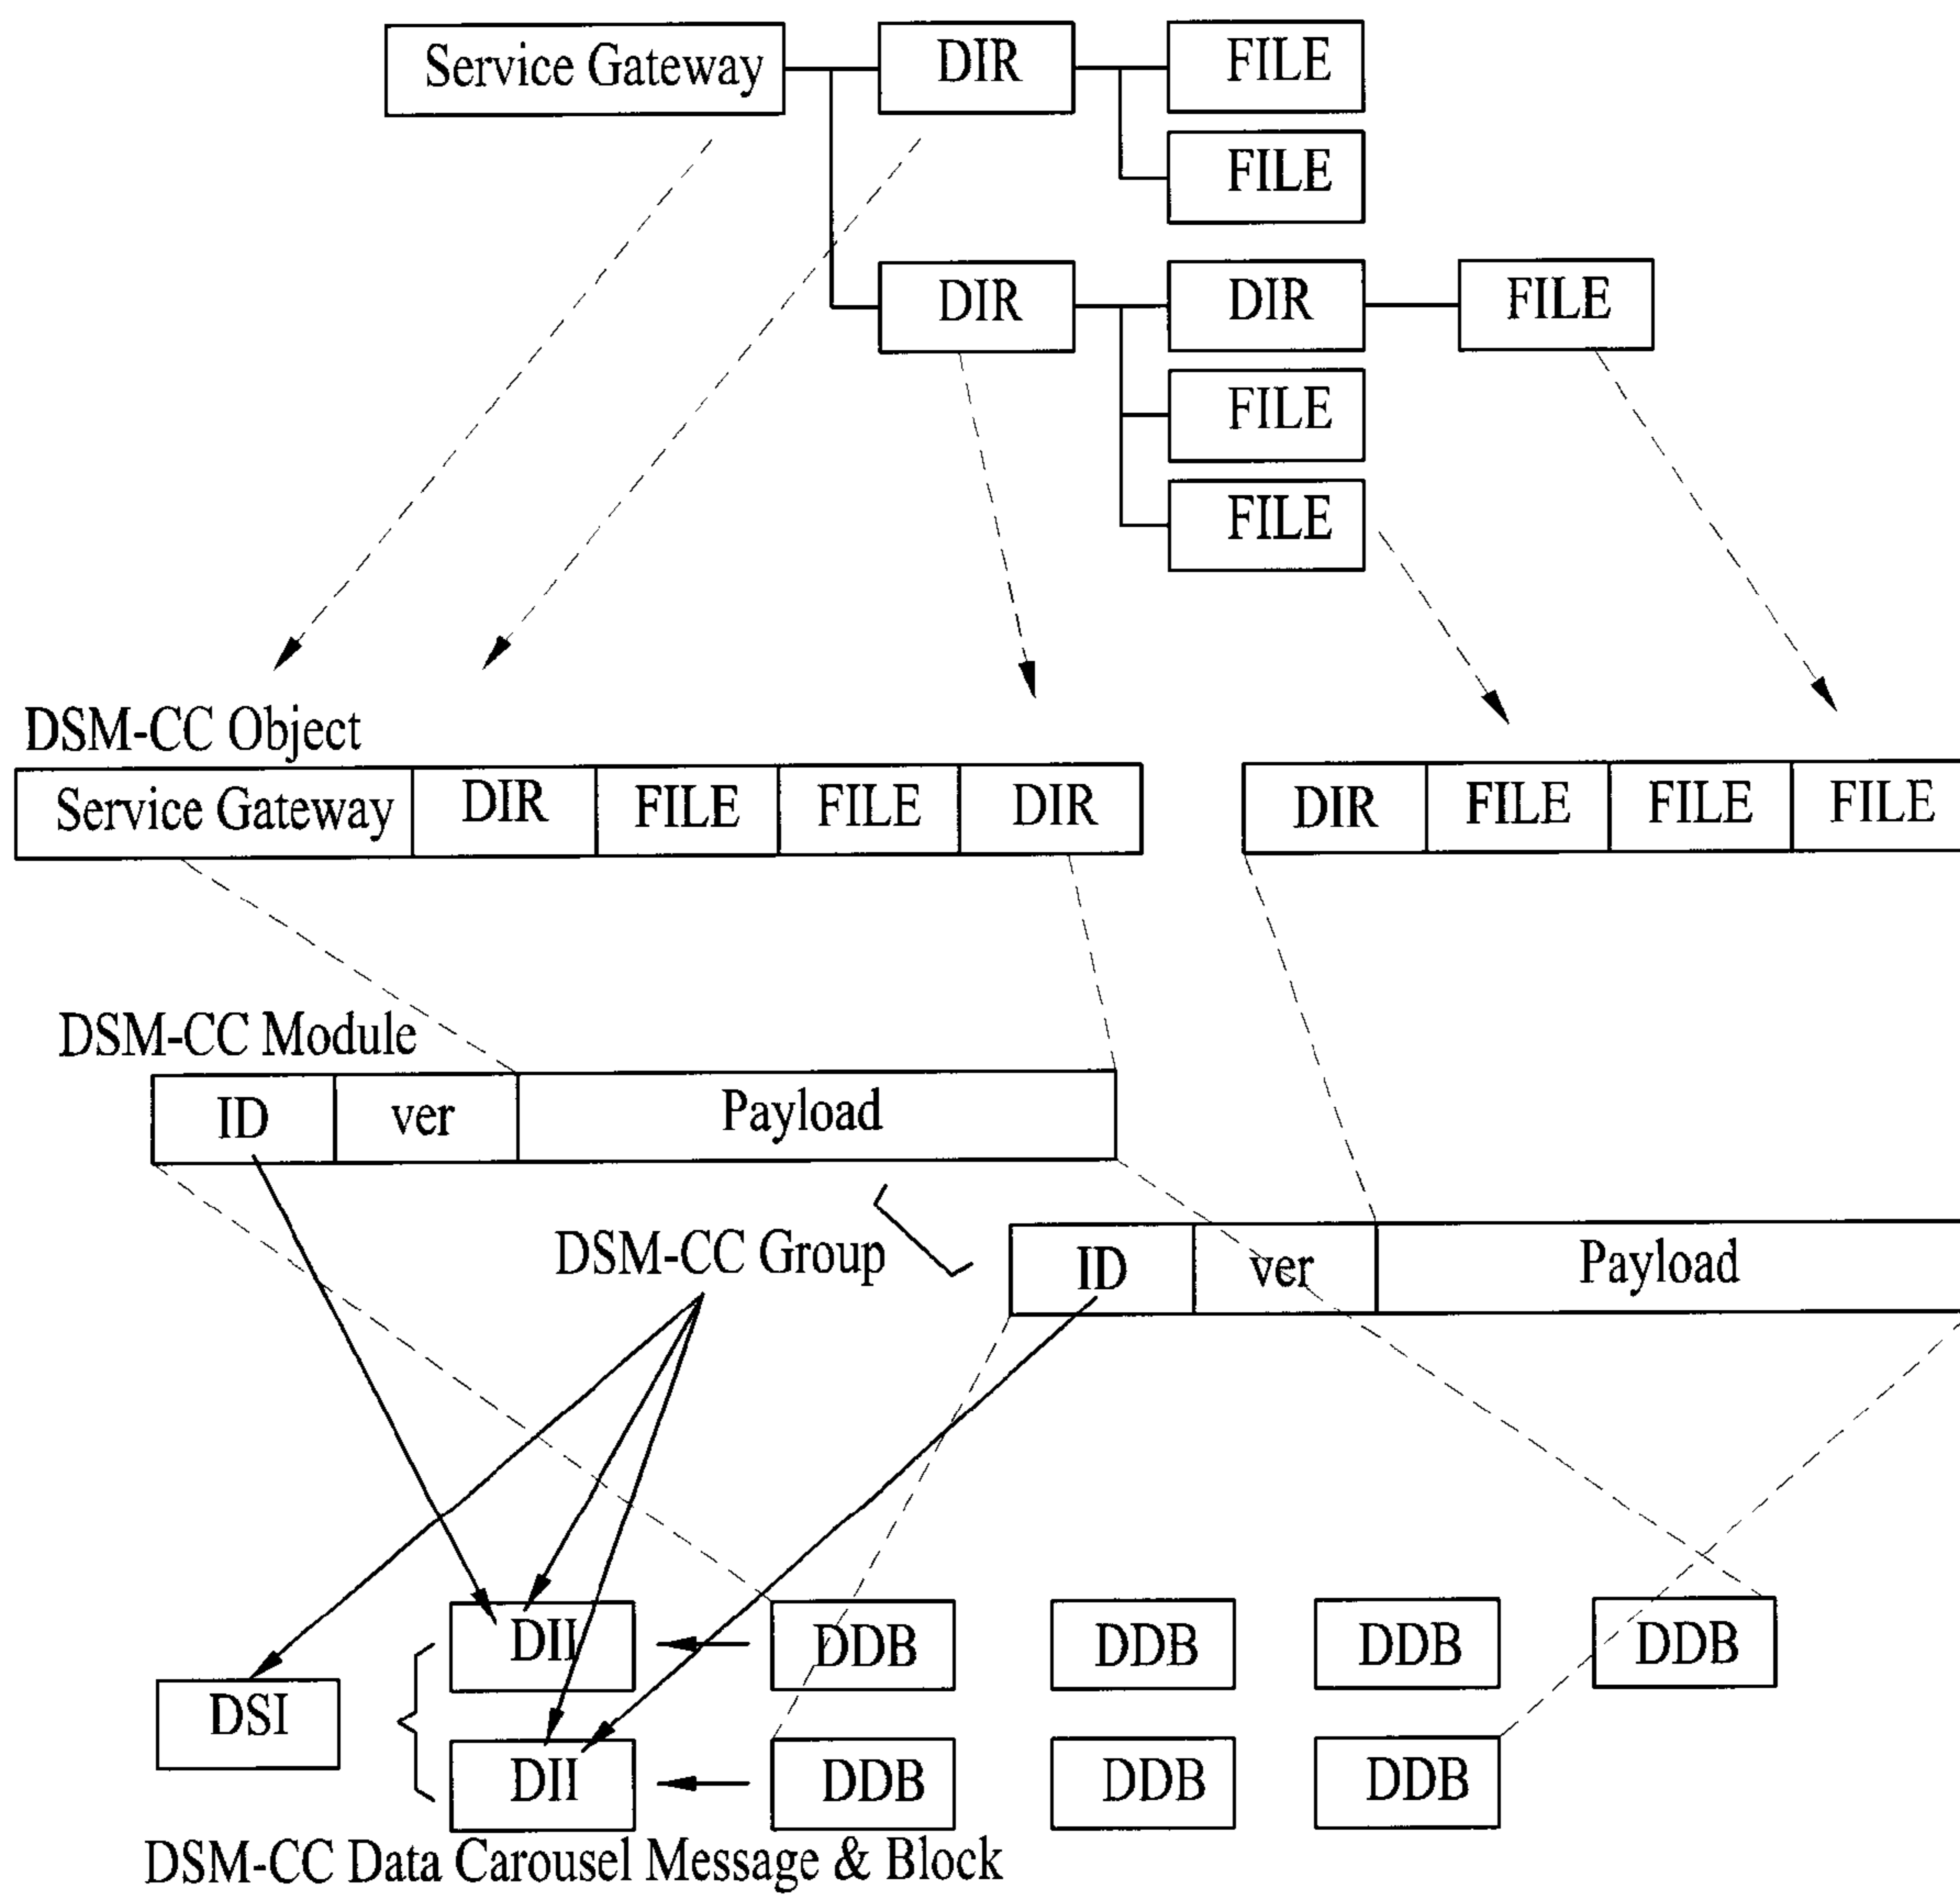 Service Gateway DIR FILE
FILE
DIR DIR FILE
FILE
FILE
DSM-CC Object
Service Gateway DIR FILE FILE DIR DIR FILE FILE FILE
DSM-CC Module
ID ver Payload
DSM-CC Group
ID ver Payload
DII DDB DDB DDB DDB
DSI
DII DDB DDB DDB
DSM-CC Data Carousel Message & Block